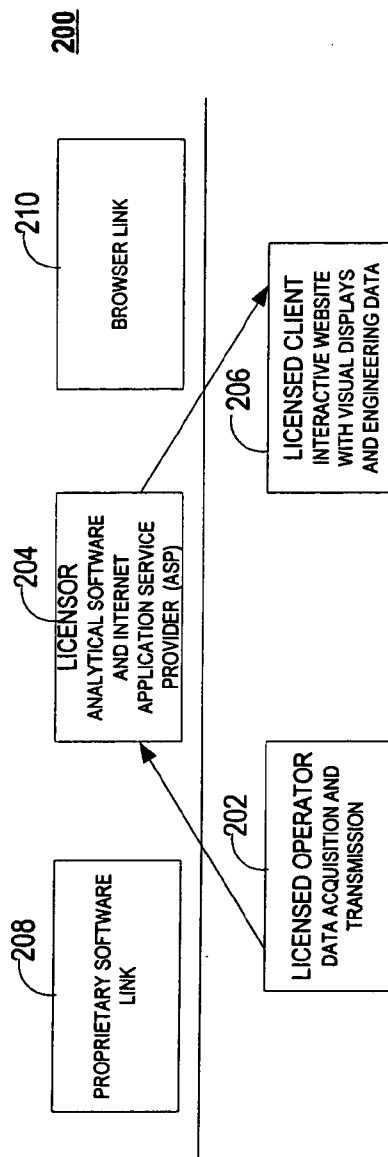 200
208
PROPRIETARY SOFTWARE
LINK
204
LICENSOR
ANALYTICAL SOFTWARE
AND INTERNET
APPLICATION SERVICE
PROVIDER (ASP)
210
BROWSER LINK
202
LICENSED OPERATOR
DATA ACQUISITION AND
TRANSMISSION
206
LICENSED CLIENT
INTERACTIVE WEBSITE
WITH VISUAL DISPLAYS
AND ENGINEERING DATA